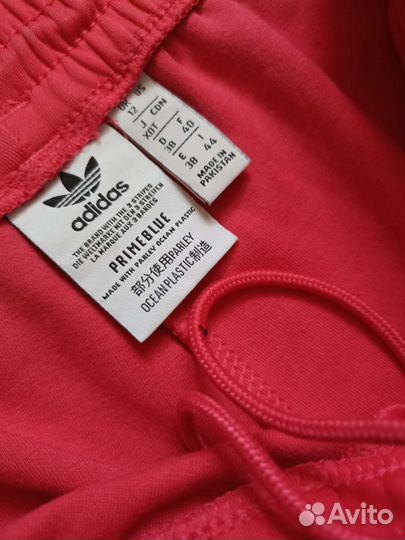 adidas
THE BRAND WITH THE 3 STRIPES
DIE WELTMARKE MIT DEN 3 STREIFEN
LA MARQUE AUX 3 BANDES
PRIMEBLUE
MADE WITH PARLEY OCEAN PLASTIC
部分使用PARLEY
OCEAN PLASTIC制造
UK US
12
J CDN
XOT
D F
38 40
E I
38 44
MADE IN
PAKISTAN
Avito